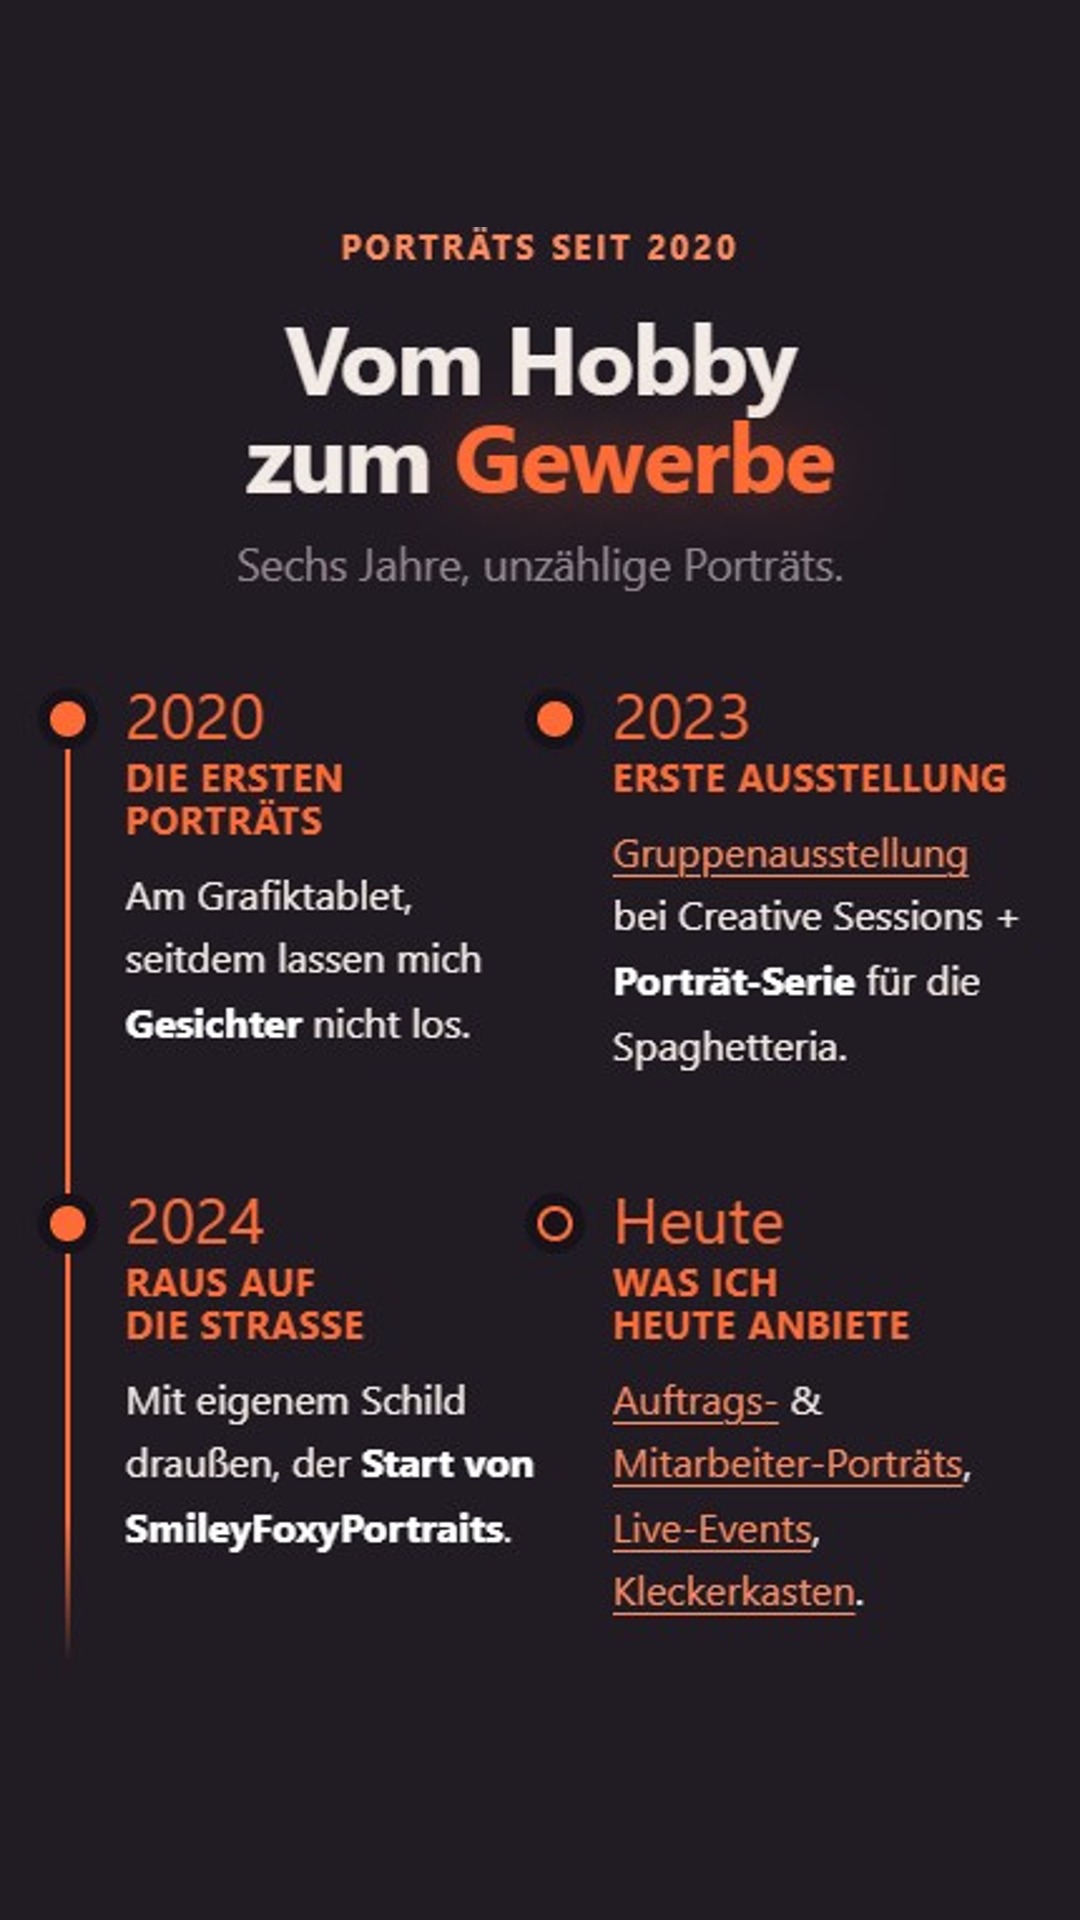 PORTRÄTS SEIT 2020
Vom Hobby
zum Gewerbe
Sechs Jahre, unzählige Porträts.
2020
DIE ERSTEN
PORTRÄTS
Am Grafiktablet,
seitdem lassen mich
Gesichter nicht los.
2023
ERSTE AUSSTELLUNG
Gruppenausstellung
bei Creative Sessions +
Porträt-Serie für die
Spaghetteria.
2024
RAUS AUF
DIE STRASSE
Mit eigenem Schild
draußen, der Start von
SmileyFoxyPortraits.
Heute
WAS ICH
HEUTE ANBIETE
Auftrags- &
Mitarbeiter-Porträts,
Live-Events,
Kleckerkasten.